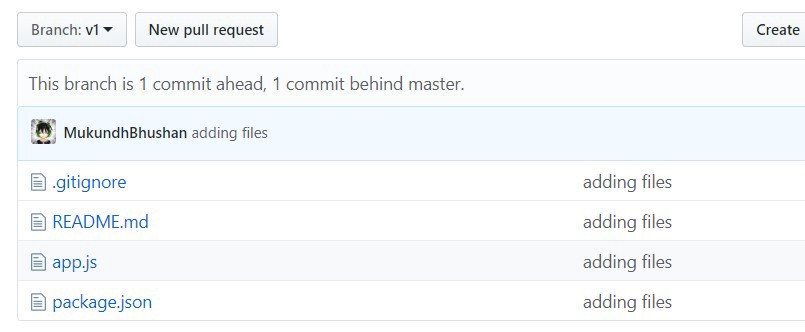 Branch: v1 New pull request Create
This branch is 1 commit ahead, 1 commit behind master.
MukundhBhushan adding files
.gitignore adding files
README.md adding files
app.js adding files
package.json adding files